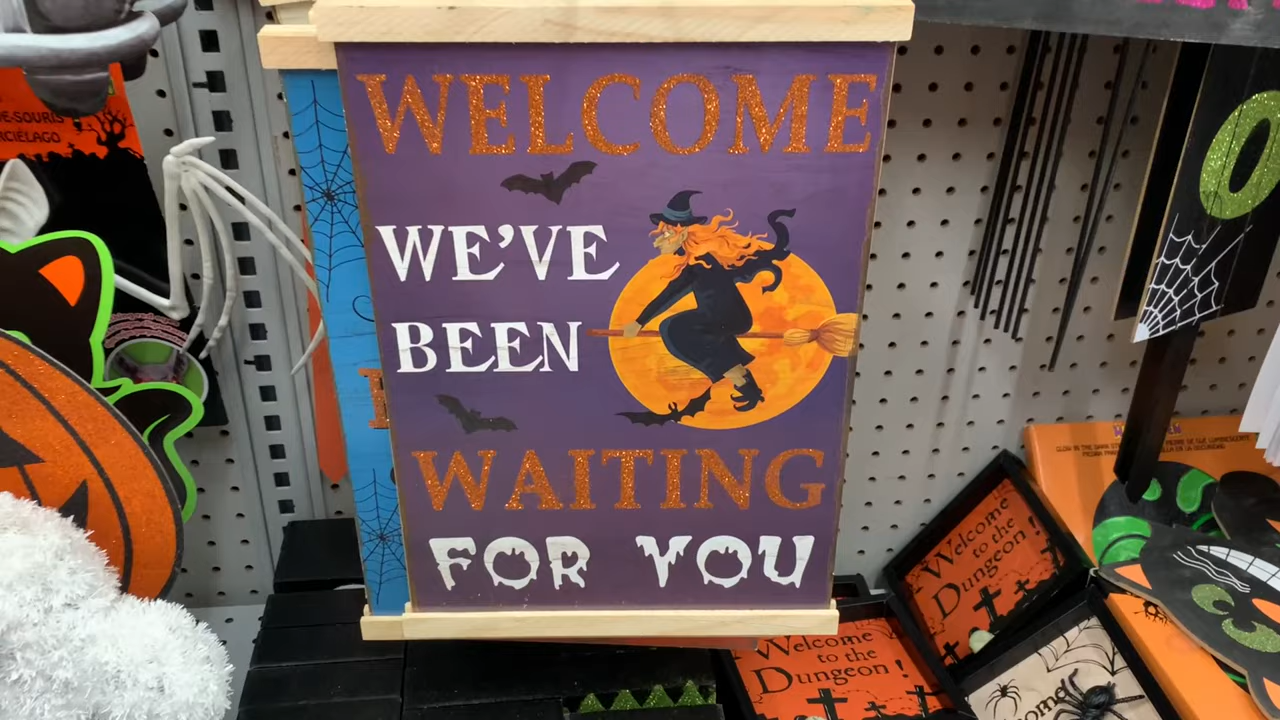 WELCOME
WE'VE
BEEN
WAITING
FOR YOU
Welcome
to the
Dungeon!
Welcome
to the
Dungeon!